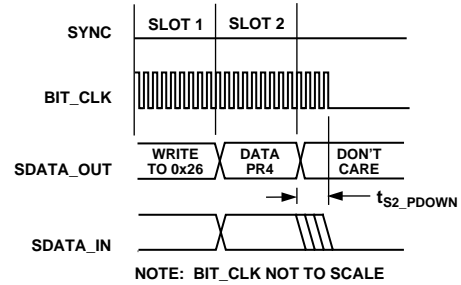 SLOT 1 SLOT 2
SYNC
BIT_CLK
WRITE TO 0x26
DATA PR4
DON'T CARE
SDATA_OUT
tS2_PDOWN
SDATA_IN
NOTE: BIT_CLK NOT TO SCALE